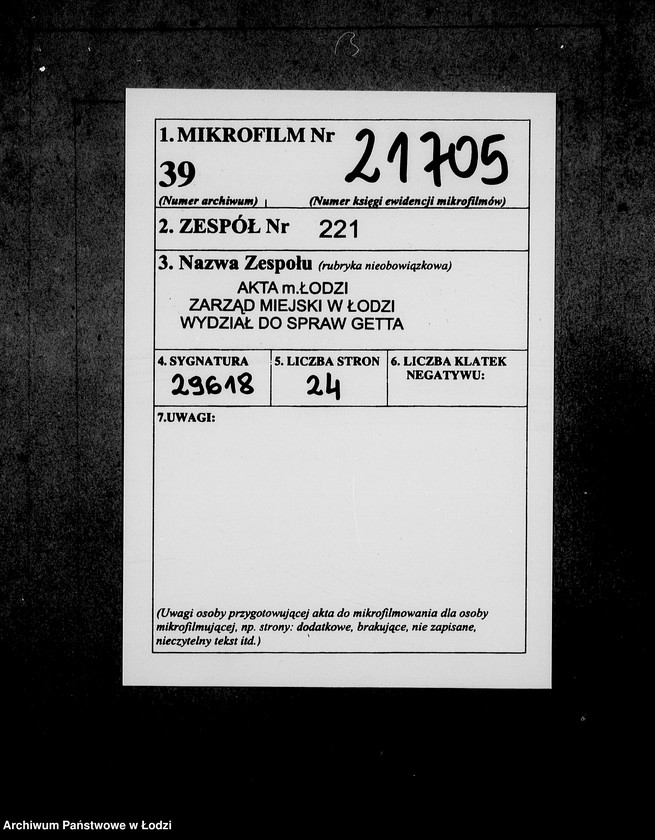 1. MIKROFILM Nr 21705
39
(Numer archiwum) (Numer księgi ewidencji mikrofilmów)
2. ZESPÓŁ Nr 221
3. Nazwa Zespołu (rubryka nieobowiązkowa)
AKTA m.ŁODZI
ZARZĄD MIEJSKI W ŁODZI
WYDZIAŁ DO SPRAW GETTA
4. SYGNATURA 5. LICZBA STRON 6. LICZBA KLATEK
NEGATYWU:
29618 24
7.UWAGI:
(Uwagi osoby przygotowującej akta do mikrofilmowania dla osoby
mikrofilmującej, np. strony: dodatkowe, brakujące, nie zapisane,
nieczytelny tekst itd.)
Archiwum Państwowe w Łodzi